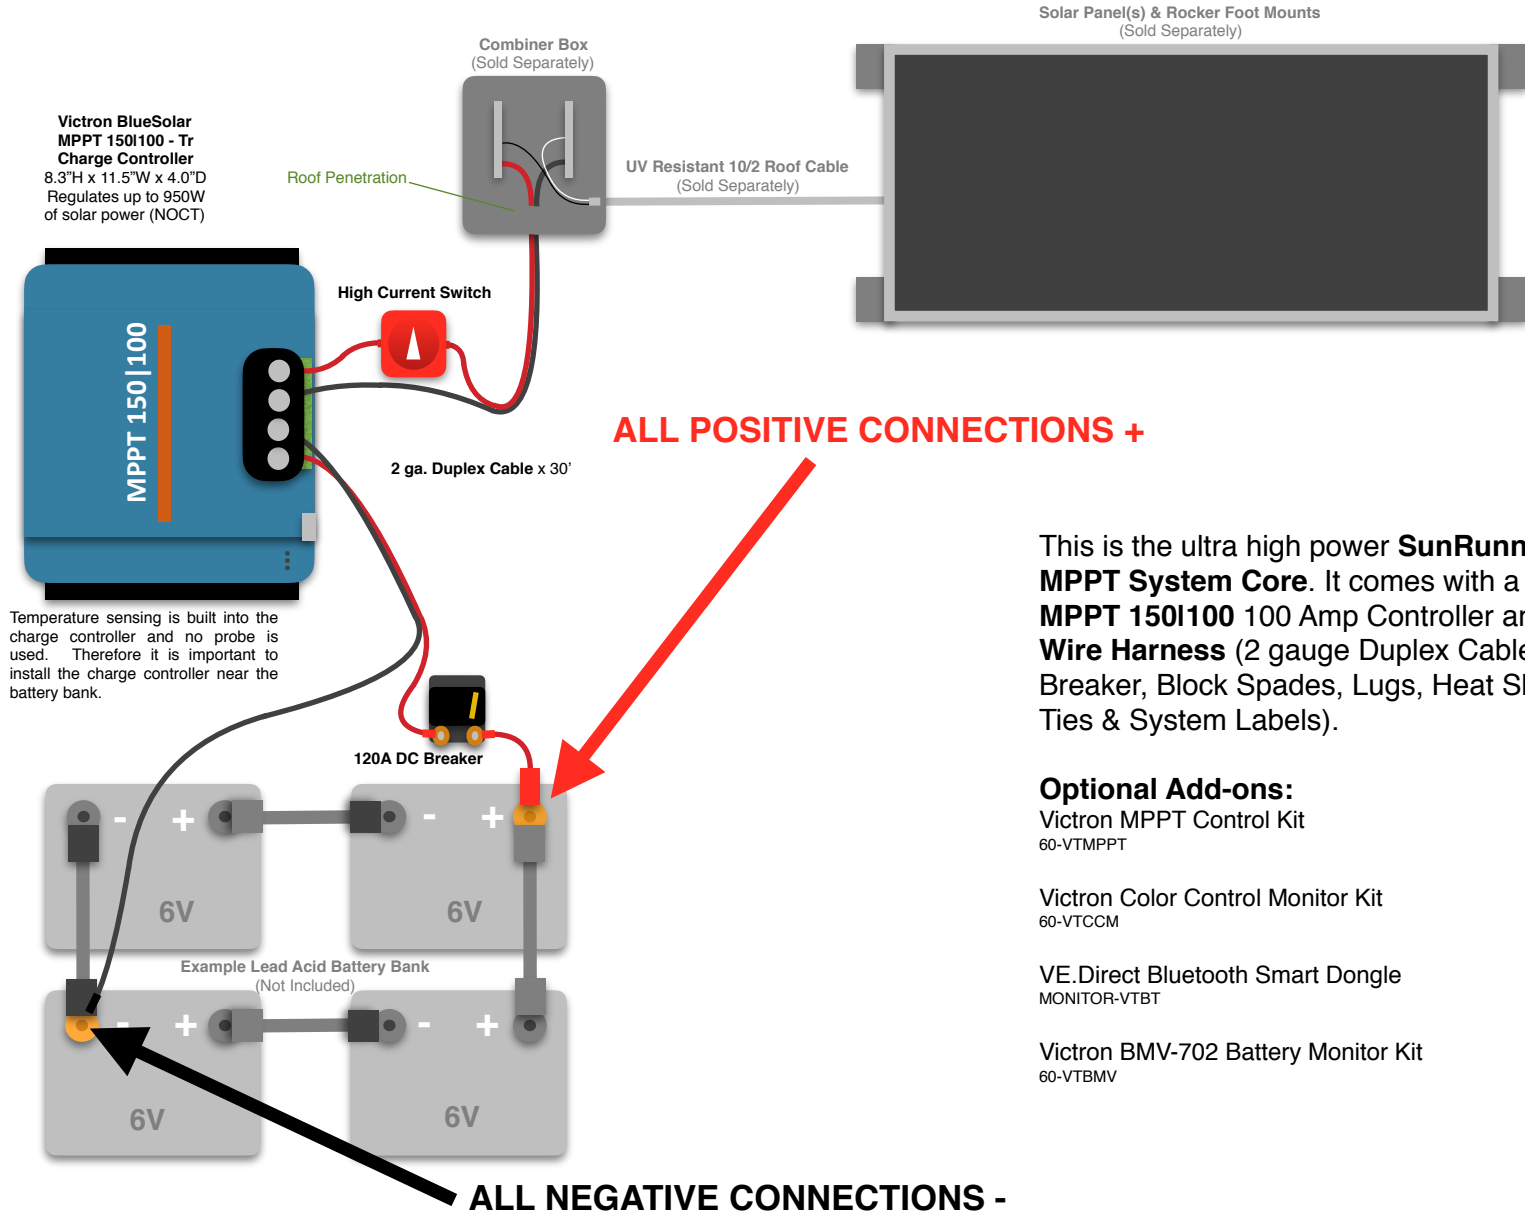 Solar Panel(s) & Rocker Foot Mounts
(Sold Separately)
Combiner Box
(Sold Separately)
Victron BlueSolar
MPPT 150|100 - Tr
Charge Controller
8.3”H x 11.5”W x 4.0”D
Regulates up to 950W
of solar power (NOCT)
Roof Penetration
UV Resistant 10/2 Roof Cable
(Sold Separately)
High Current Switch
MPPT 150|100
ALL POSITIVE CONNECTIONS +
2 ga. Duplex Cable x 30’
This is the ultra high power SunRunn
MPPT System Core. It comes with a
MPPT 150|100 100 Amp Controller ar
Wire Harness (2 gauge Duplex Cable
Breaker, Block Spades, Lugs, Heat Sl
Ties & System Labels).
Temperature sensing is built into the
charge controller and no probe is
used. Therefore it is important to
install the charge controller near the
battery bank.
120A DC Breaker
Optional Add-ons:
Victron MPPT Control Kit
60-VTMPPT
Victron Color Control Monitor Kit
60-VTCCM
VE.Direct Bluetooth Smart Dongle
MONITOR-VTBT
Victron BMV-702 Battery Monitor Kit
60-VTBMV
- + - +
6V 6V
Example Lead Acid Battery Bank
(Not Included)
- + - +
6V 6V
ALL NEGATIVE CONNECTIONS -